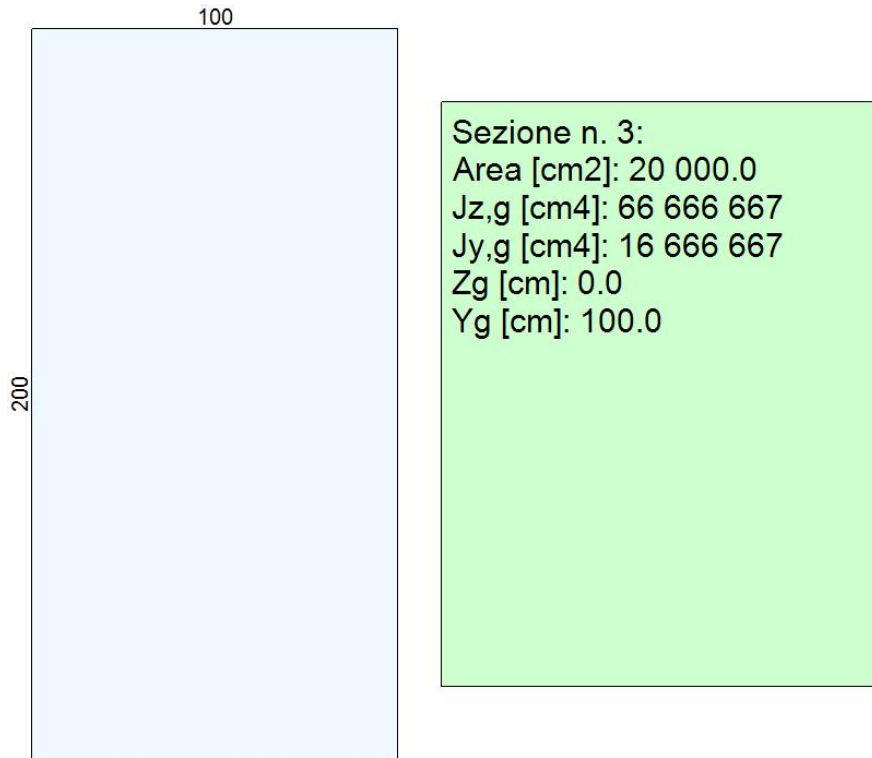 100
200
Sezione n. 3:
Area [cm2]: 20 000.0
Jz,g [cm4]: 66 666 667
Jy,g [cm4]: 16 666 667
Zg [cm]: 0.0
Yg [cm]: 100.0